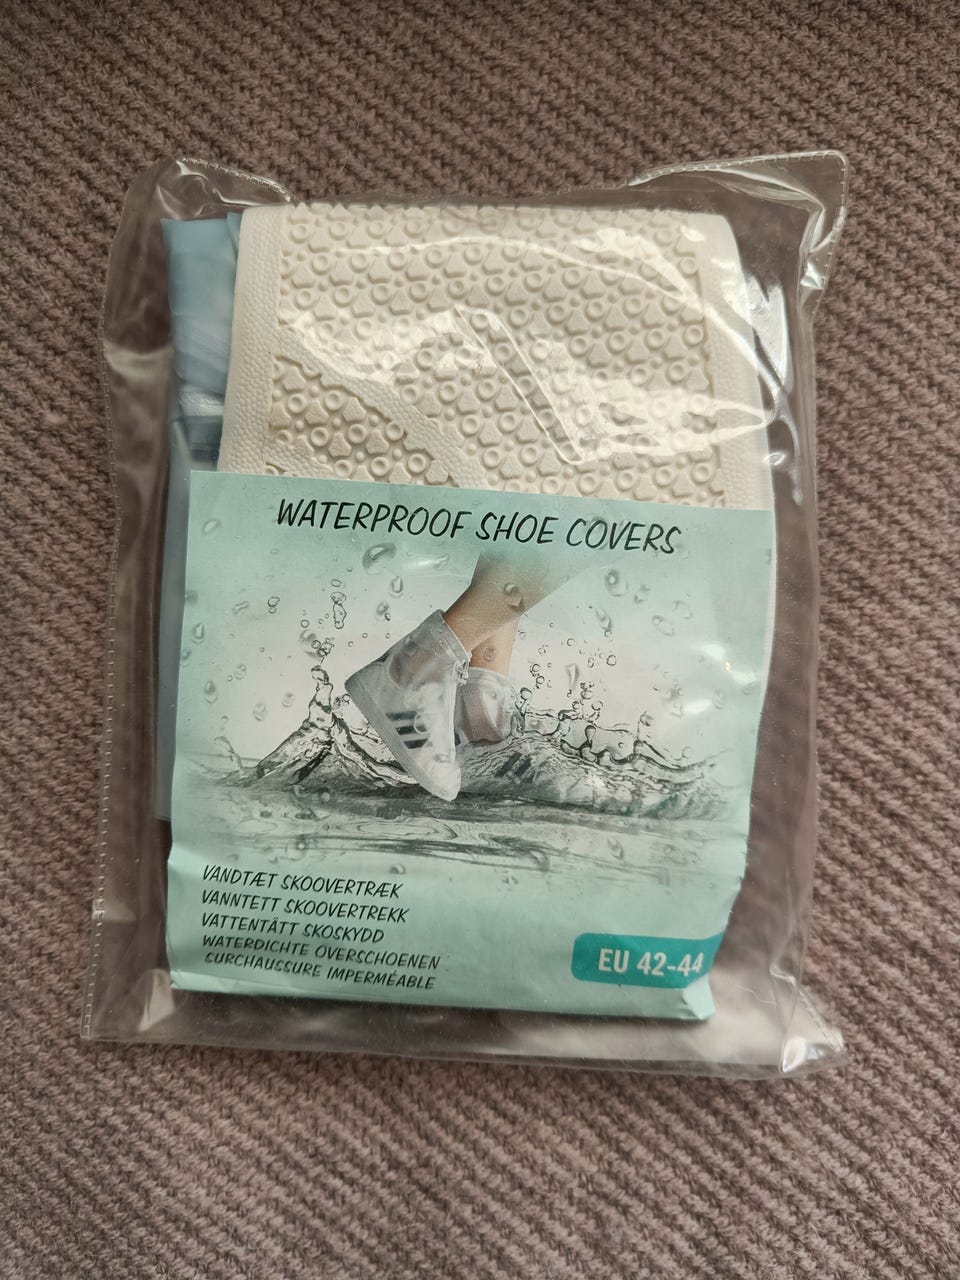 WATERPROOF SHOE COVERS
VANDTÆT SKOOVERTRÆK
VANNTETT SKOOVERTREKK
VATTENTÄTT SKOSKYDD
WATERDICHTE OVERSCHOENEN
SURCHAUSSURE IMPERMÉABLE
EU 42-44